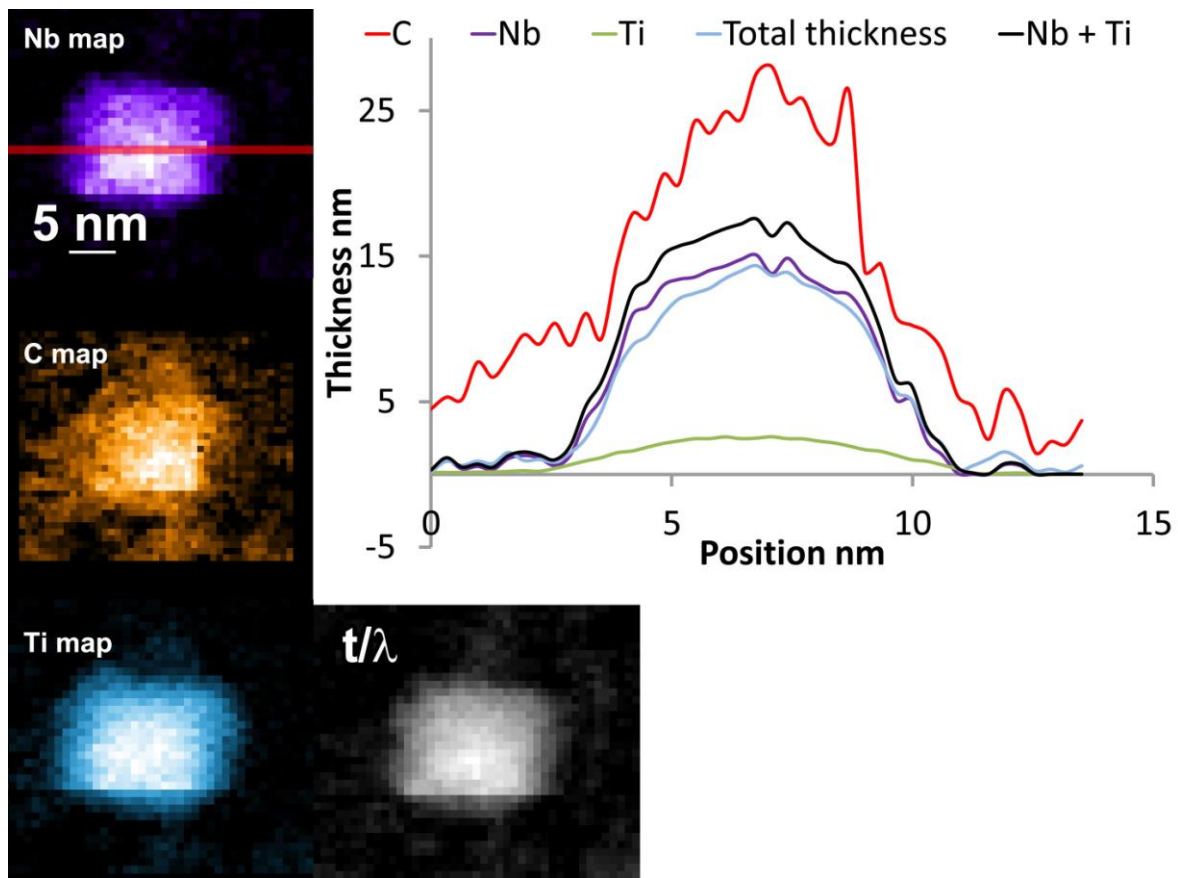 Nb map
5 nm
C map
Ti map
t/λ
C Nb Ti Total thickness Nb + Ti
Thickness nm
25
15
5
-5
0 5 10 15
Position nm